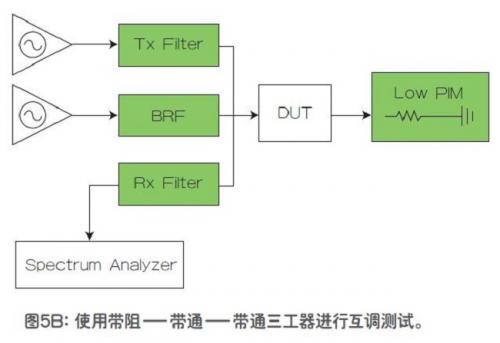 Tx Filter
BRF
Rx Filter
DUT
Low PIM
Spectrum Analyzer
图5B: 使用带阻——带通——带通三工器进行互调测试。